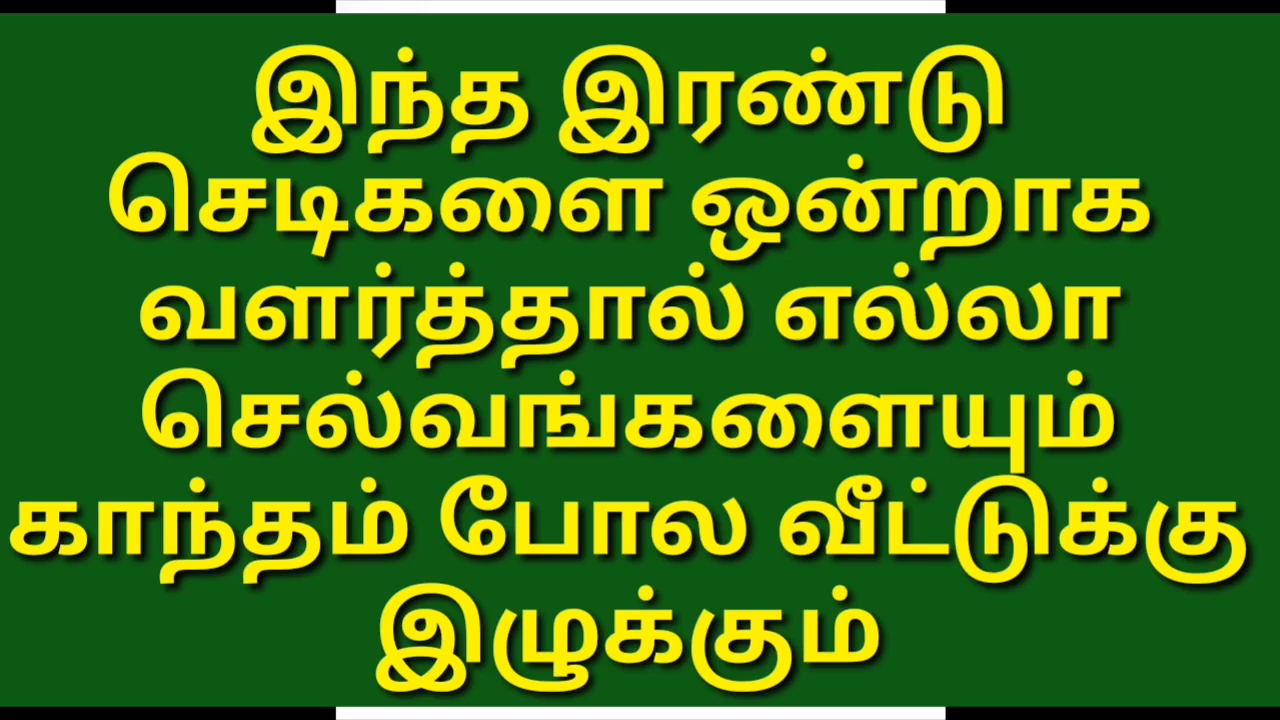 இந்த இரண்டு
செடிகளை ஒன்றாக
வளர்த்தால் எல்லா
செல்வங்களையும்
காந்தம் போல வீட்டுக்கு
இழுக்கும்